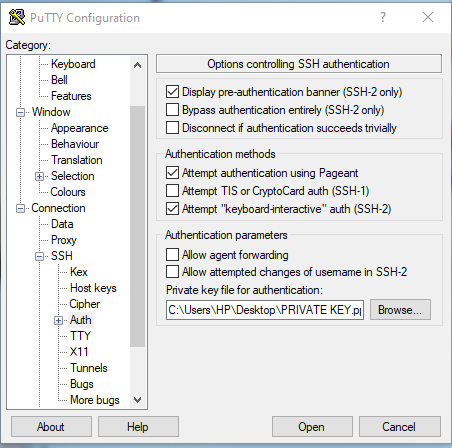 PuTTY Configuration
Category:
Keyboard
Bell
Features
Window
Appearance
Behaviour
Translation
Selection
Colours
Connection
Data
Proxy
SSH
Kex
Host keys
Cipher
Auth
TTY
X11
Tunnels
Bugs
More bugs
Options controlling SSH authentication
Display pre-authentication banner (SSH-2 only)
Bypass authentication entirely (SSH-2 only)
Disconnect if authentication succeeds trivially
Authentication methods
Attempt authentication using Pageant
Attempt TIS or CryptoCard auth (SSH-1)
Attempt "keyboard-interactive" auth (SSH-2)
Authentication parameters
Allow agent forwarding
Allow attempted changes of username in SSH-2
Private key file for authentication:
C:\Users\HP\Desktop\PRIVATE KEY.p Browse...
About Help Open Cancel